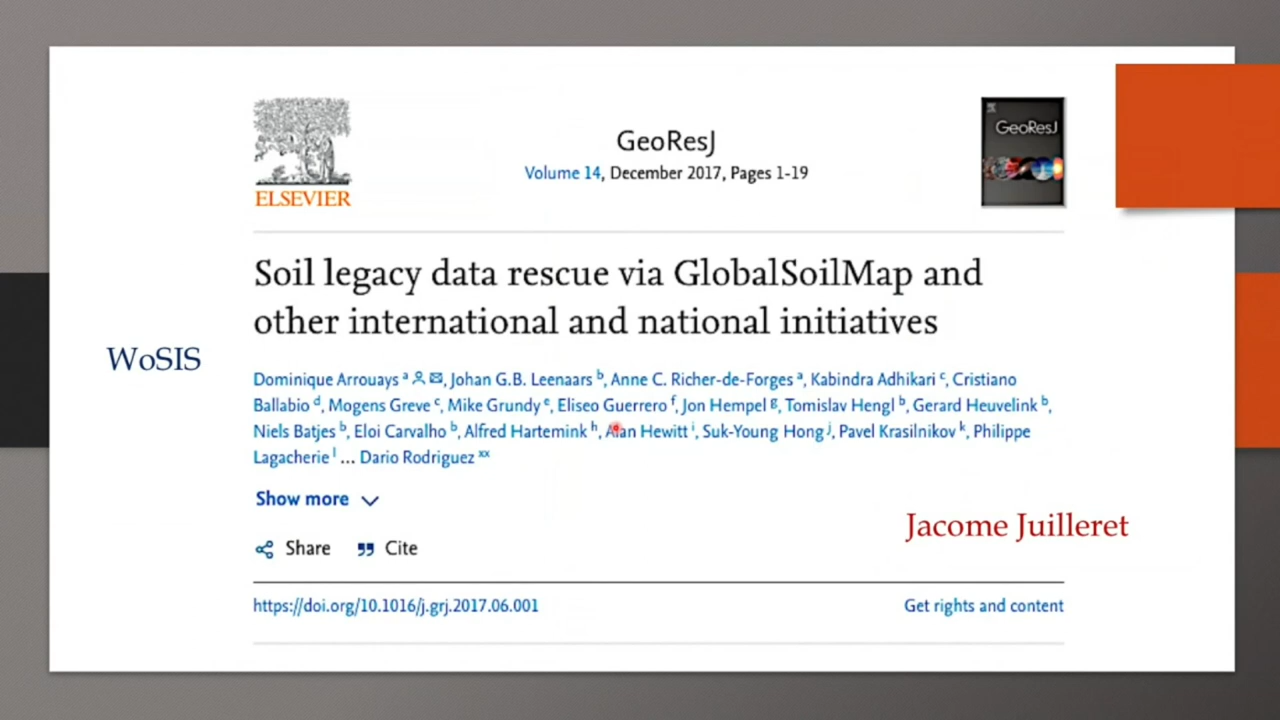 ELSEVIER
GeoResJ
Volume 14, December 2017, Pages 1-19
GeoResJ
Soil legacy data rescue via GlobalSoilMap and
other international and national initiatives
WoSIS
Dominique Arrouays ᵃ, Johan G.B. Leenaars ᵇ, Anne C. Richer-de-Forges ᵃ, Kabindra Adhikari ᶜ, Cristiano
Ballabio ᵈ, Mogens Greve ᶜ, Mike Grundy ᵉ, Eliseo Guerrero ᶠ, Jon Hempel ᵍ, Tomislav Hengl ᵇ, Gerard Heuvelink ᵇ,
Niels Batjes ᵇ, Eloi Carvalho ᵇ, Alfred Hartemink ʰ, Alan Hewitt ⁱ, Suk-Young Hong ʲ, Pavel Krasilnikov ᵏ, Philippe
Lagacherie ˡ ... Dario Rodriguez ˣˣ
Show more
Jacome Juilleret
Share Cite
https://doi.org/10.1016/j.grj.2017.06.001 Get rights and content